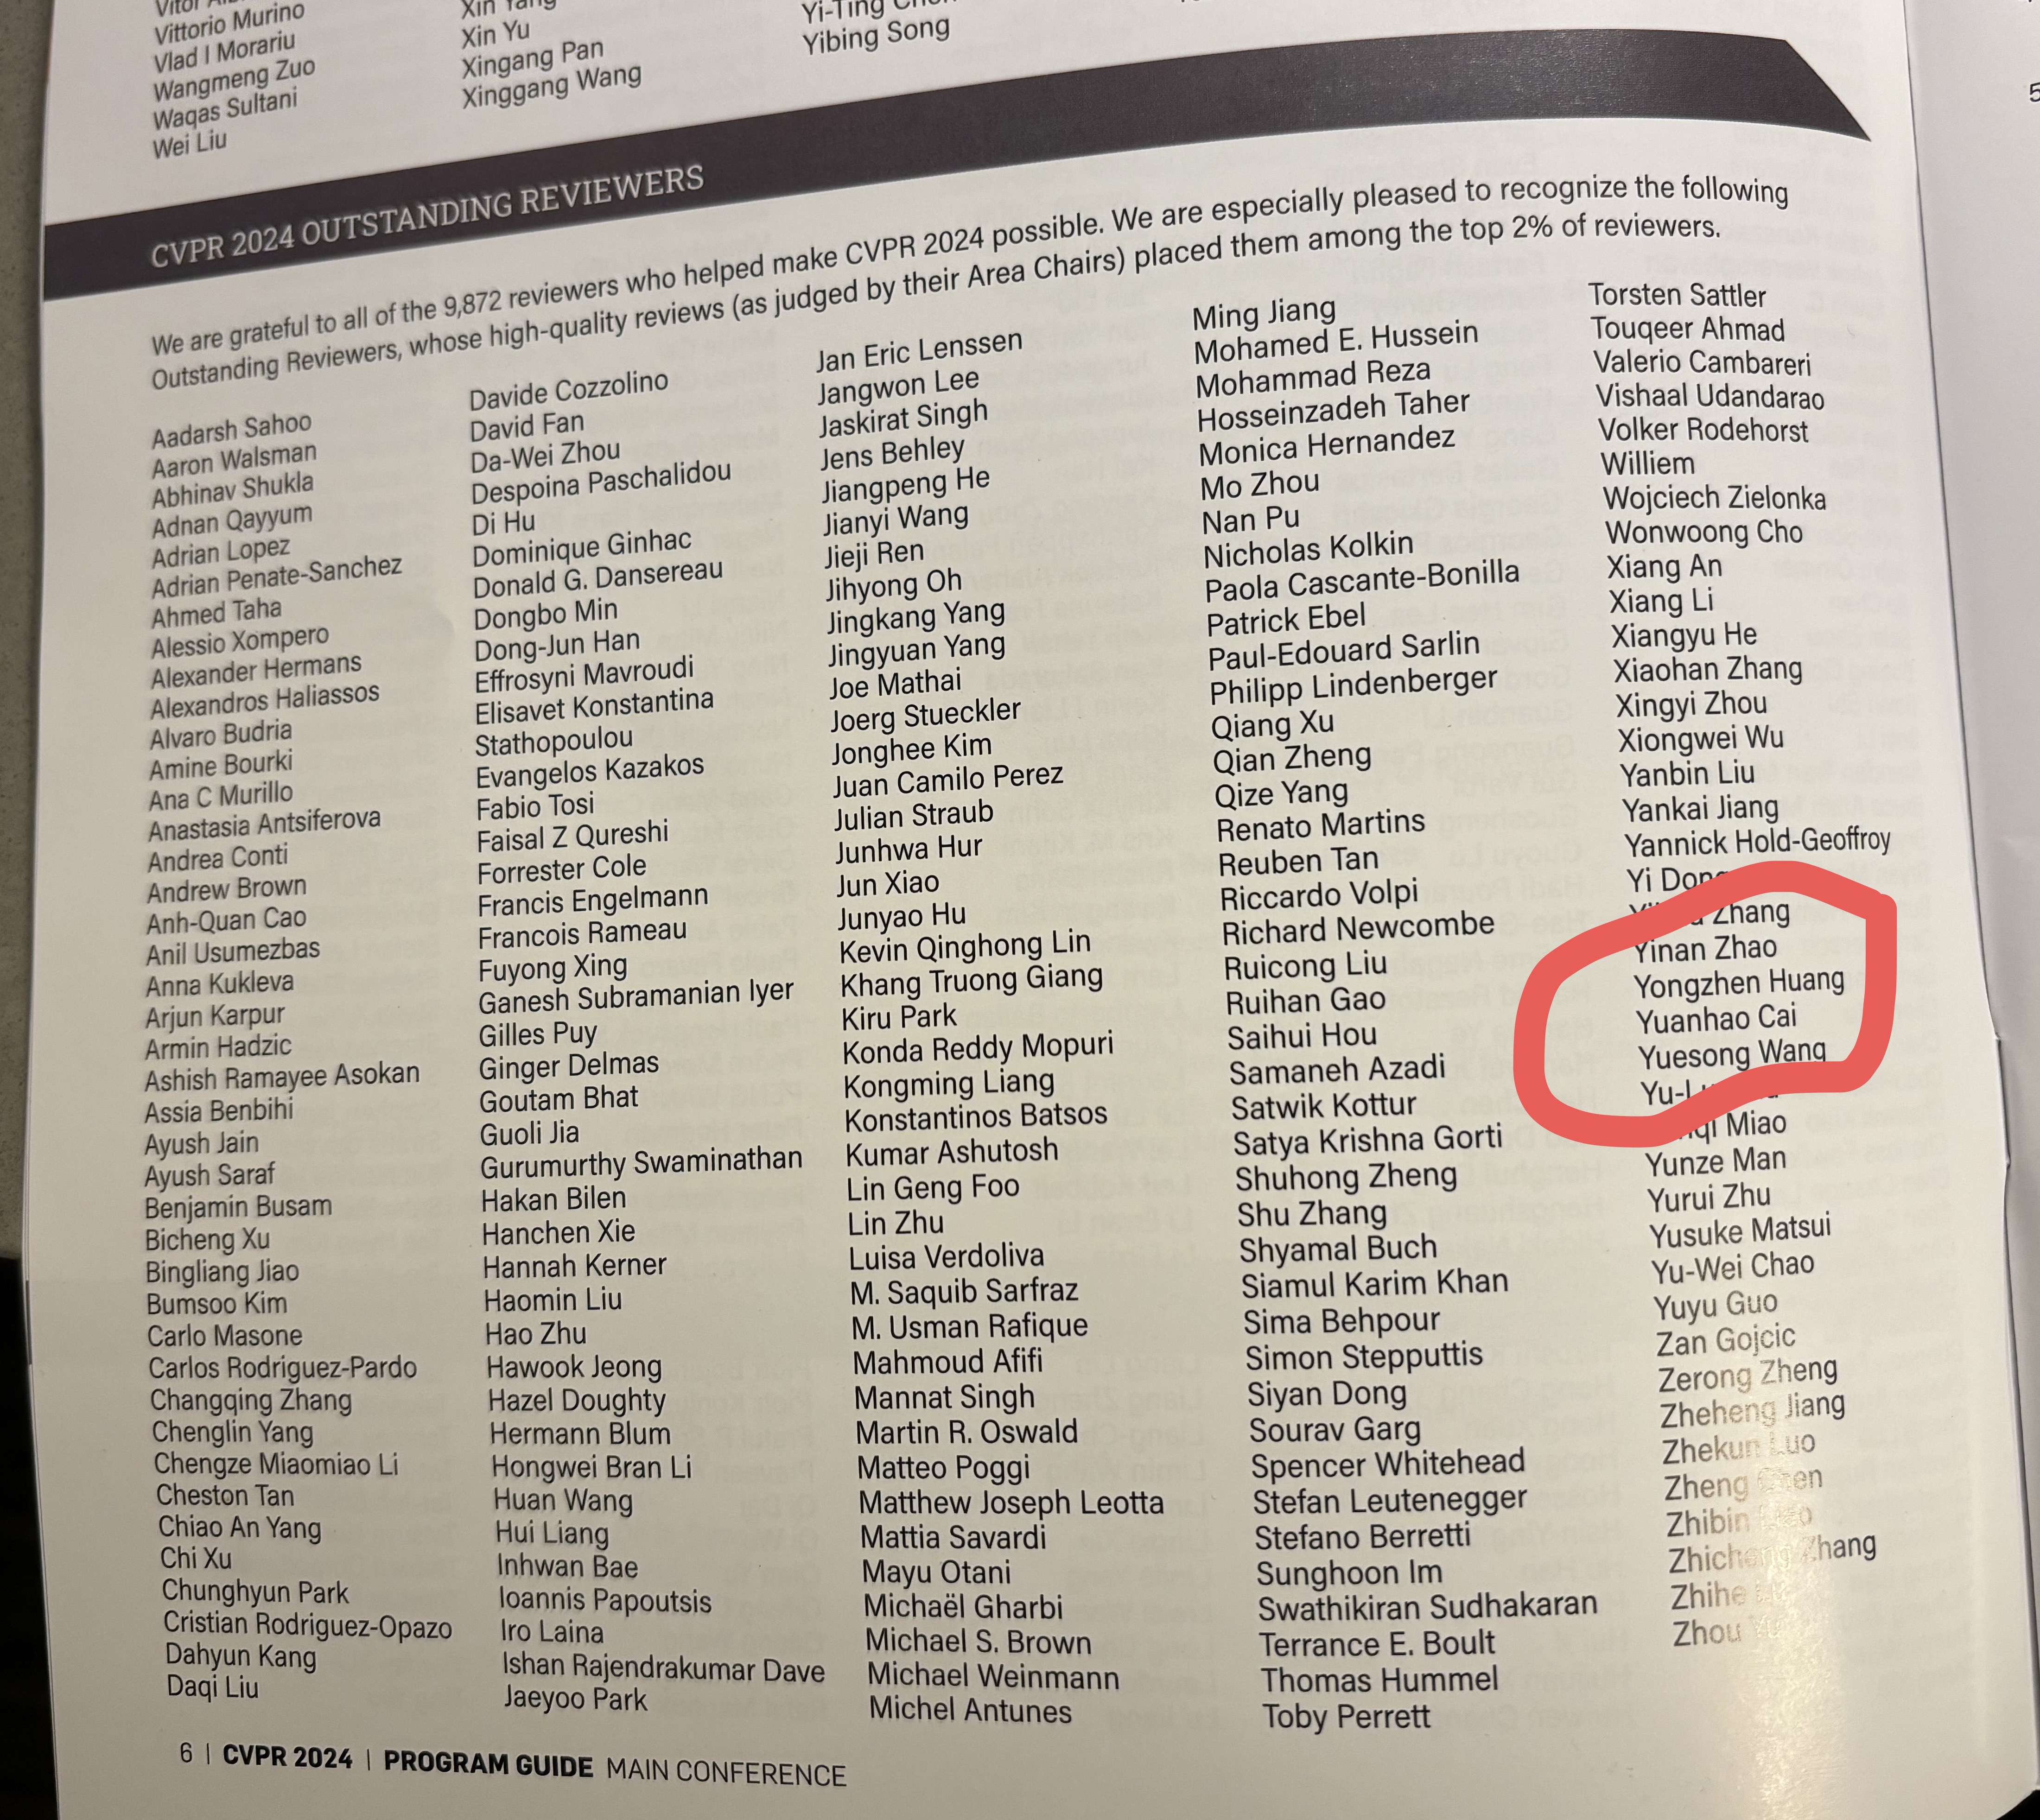 Vittorio Murino
Vlad I Morariu
Wangmeng Zuo
Waqas Sultani
Wei Liu
Xin Yu
Xingang Pan
Xinggang Wang
Yi-Ting
Yibing Song
CVPR 2024 OUTSTANDING REVIEWERS
We are grateful to all of the 9,872 reviewers who helped make CVPR 2024 possible. We are especially pleased to recognize the following
Outstanding Reviewers, whose high-quality reviews (as judged by their Area Chairs) placed them among the top 2% of reviewers.
Aadarsh Sahoo
Aaron Walsman
Abhinav Shukla
Adnan Qayyum
Adrian Lopez
Adrian Penate-Sanchez
Ahmed Taha
Alessio Xompero
Alexander Hermans
Alexandros Haliassos
Alvaro Budria
Amine Bourki
Ana C Murillo
Anastasia Antsiferova
Andrea Conti
Andrew Brown
Anh-Quan Cao
Anil Usumezbas
Anna Kukleva
Arjun Karpur
Armin Hadzic
Ashish Ramayee Asokan
Assia Benbihi
Ayush Jain
Ayush Saraf
Benjamin Busam
Bicheng Xu
Bingliang Jiao
Bumsoo Kim
Carlo Masone
Carlos Rodriguez-Pardo
Changqing Zhang
Chenglin Yang
Chengze Miaomiao Li
Cheston Tan
Chiao An Yang
Chi Xu
Chunghyun Park
Cristian Rodriguez-Opazo
Dahyun Kang
Daqi Liu
Davide Cozzolino
David Fan
Da-Wei Zhou
Despoina Paschalidou
Di Hu
Dominique Ginhac
Donald G. Dansereau
Dongbo Min
Dong-Jun Han
Effrosyni Mavroudi
Elisavet Konstantina
Stathopoulou
Evangelos Kazakos
Fabio Tosi
Faisal Z Qureshi
Forrester Cole
Francis Engelmann
Francois Rameau
Fuyong Xing
Ganesh Subramanian Iyer
Gilles Puy
Ginger Delmas
Goutam Bhat
Guoli Jia
Gurumurthy Swaminathan
Hakan Bilen
Hanchen Xie
Hannah Kerner
Haomin Liu
Hao Zhu
Hawook Jeong
Hazel Doughty
Hermann Blum
Hongwei Bran Li
Huan Wang
Hui Liang
Inhwan Bae
Ioannis Papoutsis
Iro Laina
Ishan Rajendrakumar Dave
Jaeyoo Park
Jan Eric Lenssen
Jangwon Lee
Jaskirat Singh
Jens Behley
Jiangpeng He
Jianyi Wang
Jieji Ren
Jihyong Oh
Jingkang Yang
Jingyuan Yang
Joe Mathai
Joerg Stueckler
Jonghee Kim
Juan Camilo Perez
Julian Straub
Junhwa Hur
Jun Xiao
Junyao Hu
Kevin Qinghong Lin
Khang Truong Giang
Kiru Park
Konda Reddy Mopuri
Kongming Liang
Konstantinos Batsos
Kumar Ashutosh
Lin Geng Foo
Lin Zhu
Luisa Verdoliva
M. Saquib Sarfraz
M. Usman Rafique
Mahmoud Afifi
Mannat Singh
Martin R. Oswald
Matteo Poggi
Matthew Joseph Leotta
Mattia Savardi
Mayu Otani
Michaël Gharbi
Michael S. Brown
Michael Weinmann
Michel Antunes
Ming Jiang
Mohamed E. Hussein
Mohammad Reza
Hosseinzadeh Taher
Monica Hernandez
Mo Zhou
Nan Pu
Nicholas Kolkin
Paola Cascante-Bonilla
Patrick Ebel
Paul-Edouard Sarlin
Philipp Lindenberger
Qiang Xu
Qian Zheng
Qize Yang
Renato Martins
Reuben Tan
Riccardo Volpi
Richard Newcombe
Ruicong Liu
Ruihan Gao
Saihui Hou
Samaneh Azadi
Satwik Kottur
Satya Krishna Gorti
Shuhong Zheng
Shu Zhang
Shyamal Buch
Siamul Karim Khan
Sima Behpour
Simon Stepputtis
Siyan Dong
Sourav Garg
Spencer Whitehead
Stefan Leutenegger
Stefano Berretti
Sunghoon Im
Swathikiran Sudhakaran
Terrance E. Boult
Thomas Hummel
Toby Perrett
Torsten Sattler
Touqeer Ahmad
Valerio Cambareri
Vishaal Udandarao
Volker Rodehorst
Williem
Wojciech Zielonka
Wonwoong Cho
Xiang An
Xiang Li
Xiangyu He
Xiaohan Zhang
Xingyi Zhou
Xiongwei Wu
Yanbin Liu
Yankai Jiang
Yannick Hold-Geoffroy
Yi
Zhang
Yinan Zhao
Yongzhen Huang
Yuanhao Cai
Yuesong Wang
Miao
Yunze Man
Yurui Zhu
Yusuke Matsui
Yu-Wei Chao
Yuyu Guo
Zan Gojcic
Zerong Zheng
Zheheng Jiang
Zhekun Luo
Zheng
Zhibin
Zhang
Zhihe
Zhou
6 | CVPR 2024 | PROGRAM GUIDE MAIN CONFERENCE